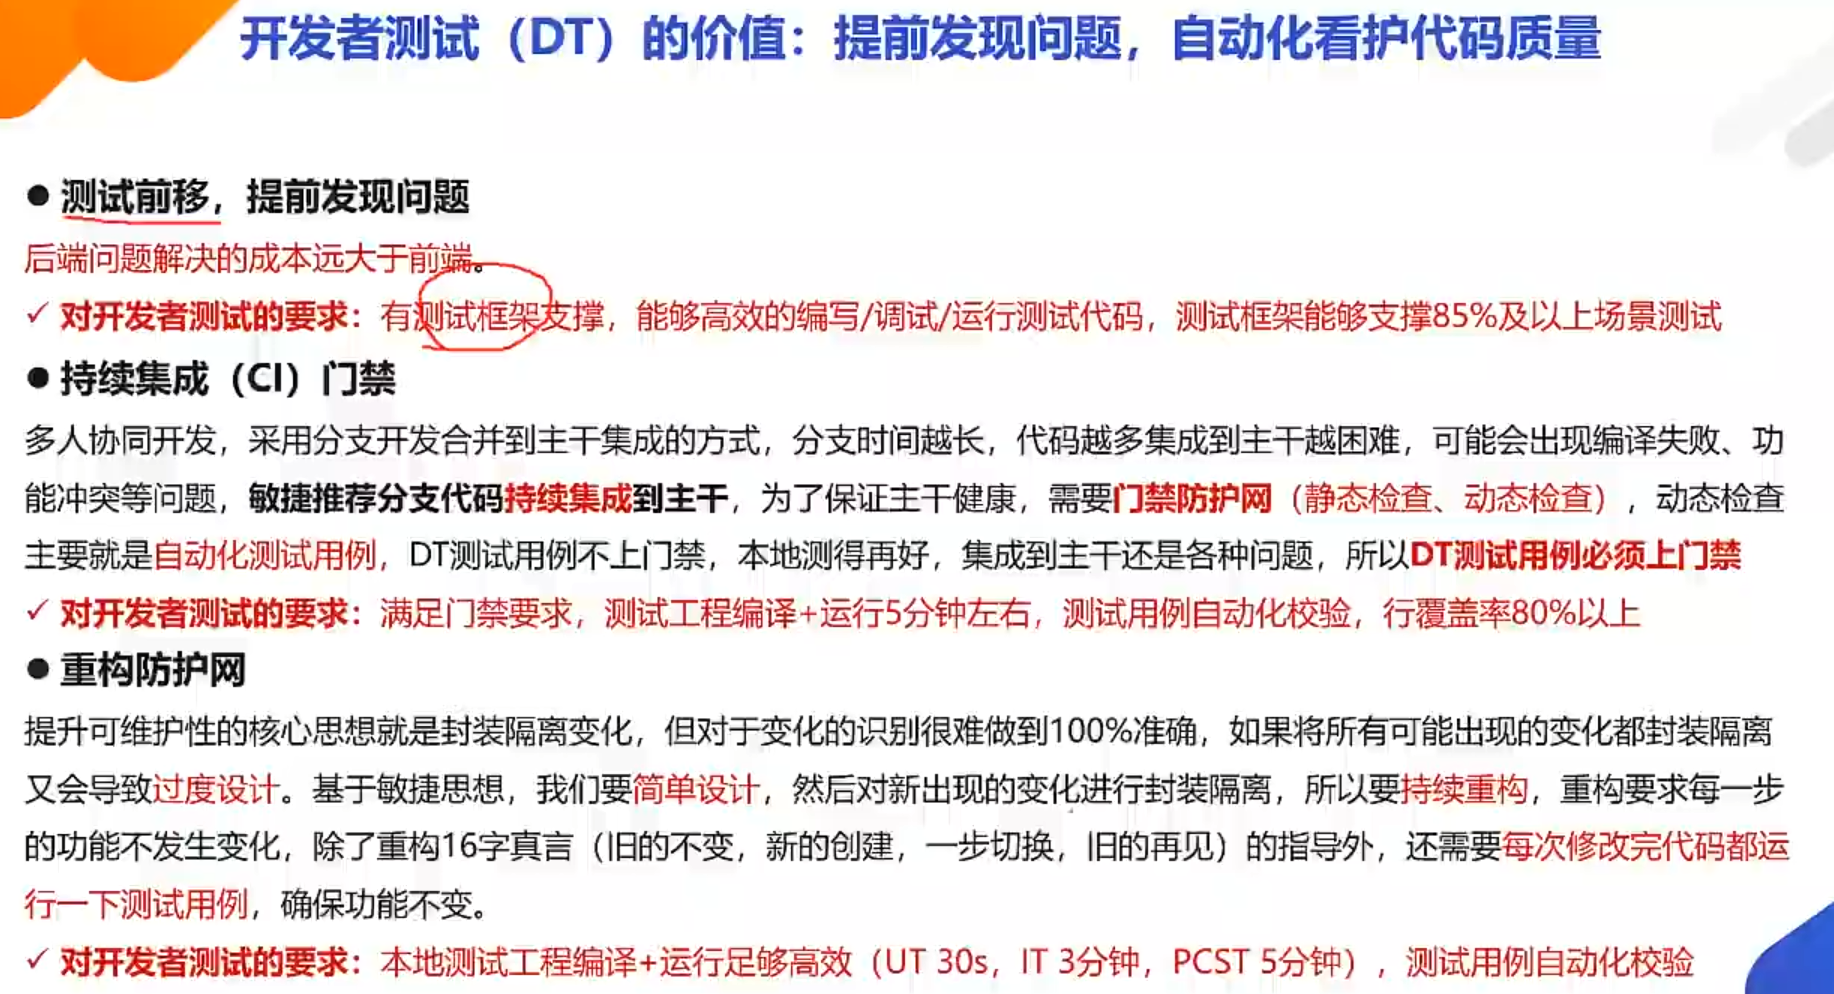 开发者测试（DT）的价值：提前发现问题，自动化看护代码质量
● 测试前移，提前发现问题
后端问题解决的成本远大于前端。
✓ 对开发者测试的要求：有测试框架支撑，能够高效的编写/调试/运行测试代码，测试框架能够支撑85%及以上场景测试
● 持续集成（CI）门禁
多人协同开发，采用分支开发合并到主干集成的方式，分支时间越长，代码越多集成到主干越困难，可能会出现编译失败、功
能冲突等问题，敏捷推荐分支代码持续集成到主干，为了保证主干健康，需要门禁防护网（静态检查、动态检查），动态检查
主要就是自动化测试用例，DT测试用例不上门禁，本地测得再好，集成到主干还是各种问题，所以DT测试用例必须上门禁
✓ 对开发者测试的要求：满足门禁要求，测试工程编译+运行5分钟左右，测试用例自动化校验，行覆盖率80%以上
● 重构防护网
提升可维护性的核心思想就是封装隔离变化，但对于变化的识别很难做到100%准确，如果将所有可能出现的变化都封装隔离
又会导致过度设计。基于敏捷思想，我们要简单设计，然后对新出现的变化进行封装隔离，所以要持续重构，重构要求每一步
的功能不发生变化，除了重构16字真言（旧的不变，新的创建，一步切换，旧的再见）的指导外，还需要每次修改完代码都运
行一下测试用例，确保功能不变。
✓ 对开发者测试的要求：本地测试工程编译+运行足够高效（UT 30s，IT 3分钟，PCST 5分钟），测试用例自动化校验